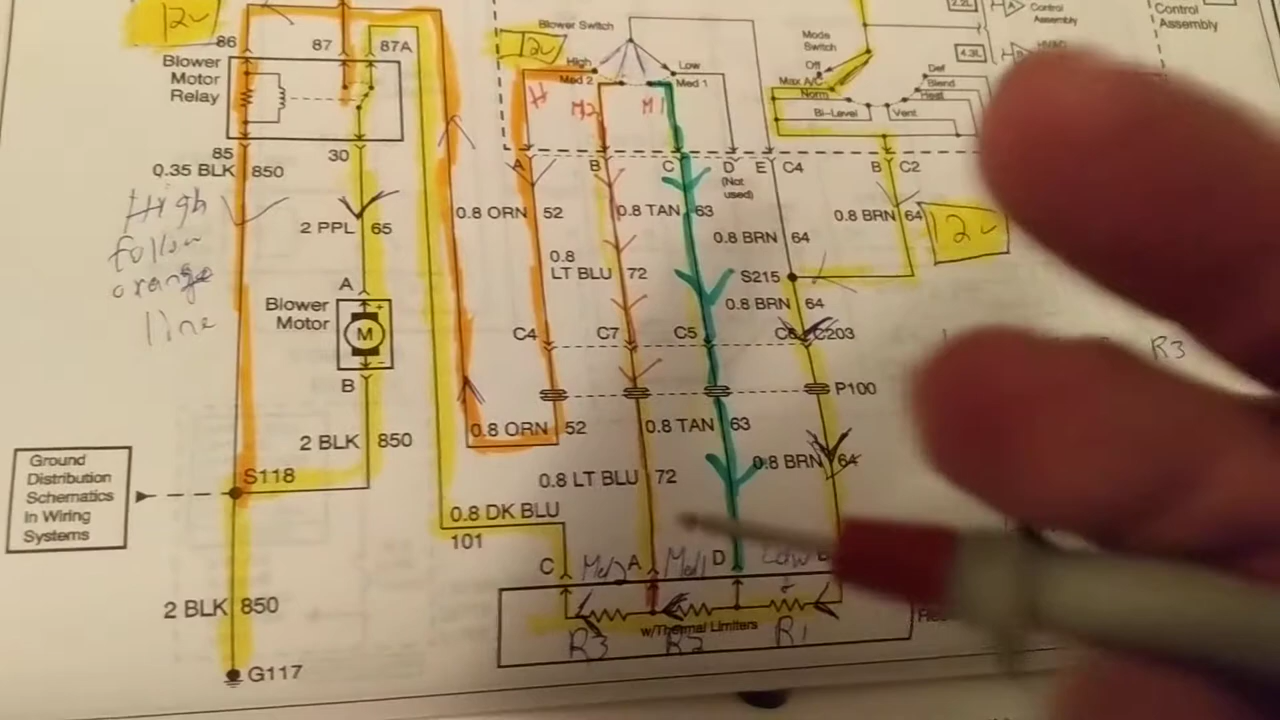 2.2L
Control
Assembly
Control
Assembly
12v
Blower Switch
Mode
Switch
4.3L
86
87
87A
12v
High
Low
Off
Def
Blower
Motor
Relay
Med 2
Med 1
Max A/C
Norm
Blend
Heat
Bi-Level
Vent
H
M2
M1
85
30
A
B
C
D
E
C4
B
C2
(Not
used)
0.35 BLK
850
High
follow
orange
line
2 PPL
65
0.8 ORN
52
0.8 TAN
63
0.8 BRN
64
0.8 BRN
64
12v
0.8
LT BLU
72
S215
0.8 BRN
64
A
Blower
Motor
+
M
-
C4
C7
C5
C6
C203
R3
B
P100
2 BLK
850
0.8 ORN
52
0.8 TAN
63
0.8 BRN
64
0.8 LT BLU
72
Ground
Distribution
Schematics
In Wiring
Systems
S118
0.8 DK BLU
101
C
Med2
A
Med1
D
Low
2 BLK
850
w/Thermal Limiters
R3
R2
R1
G117